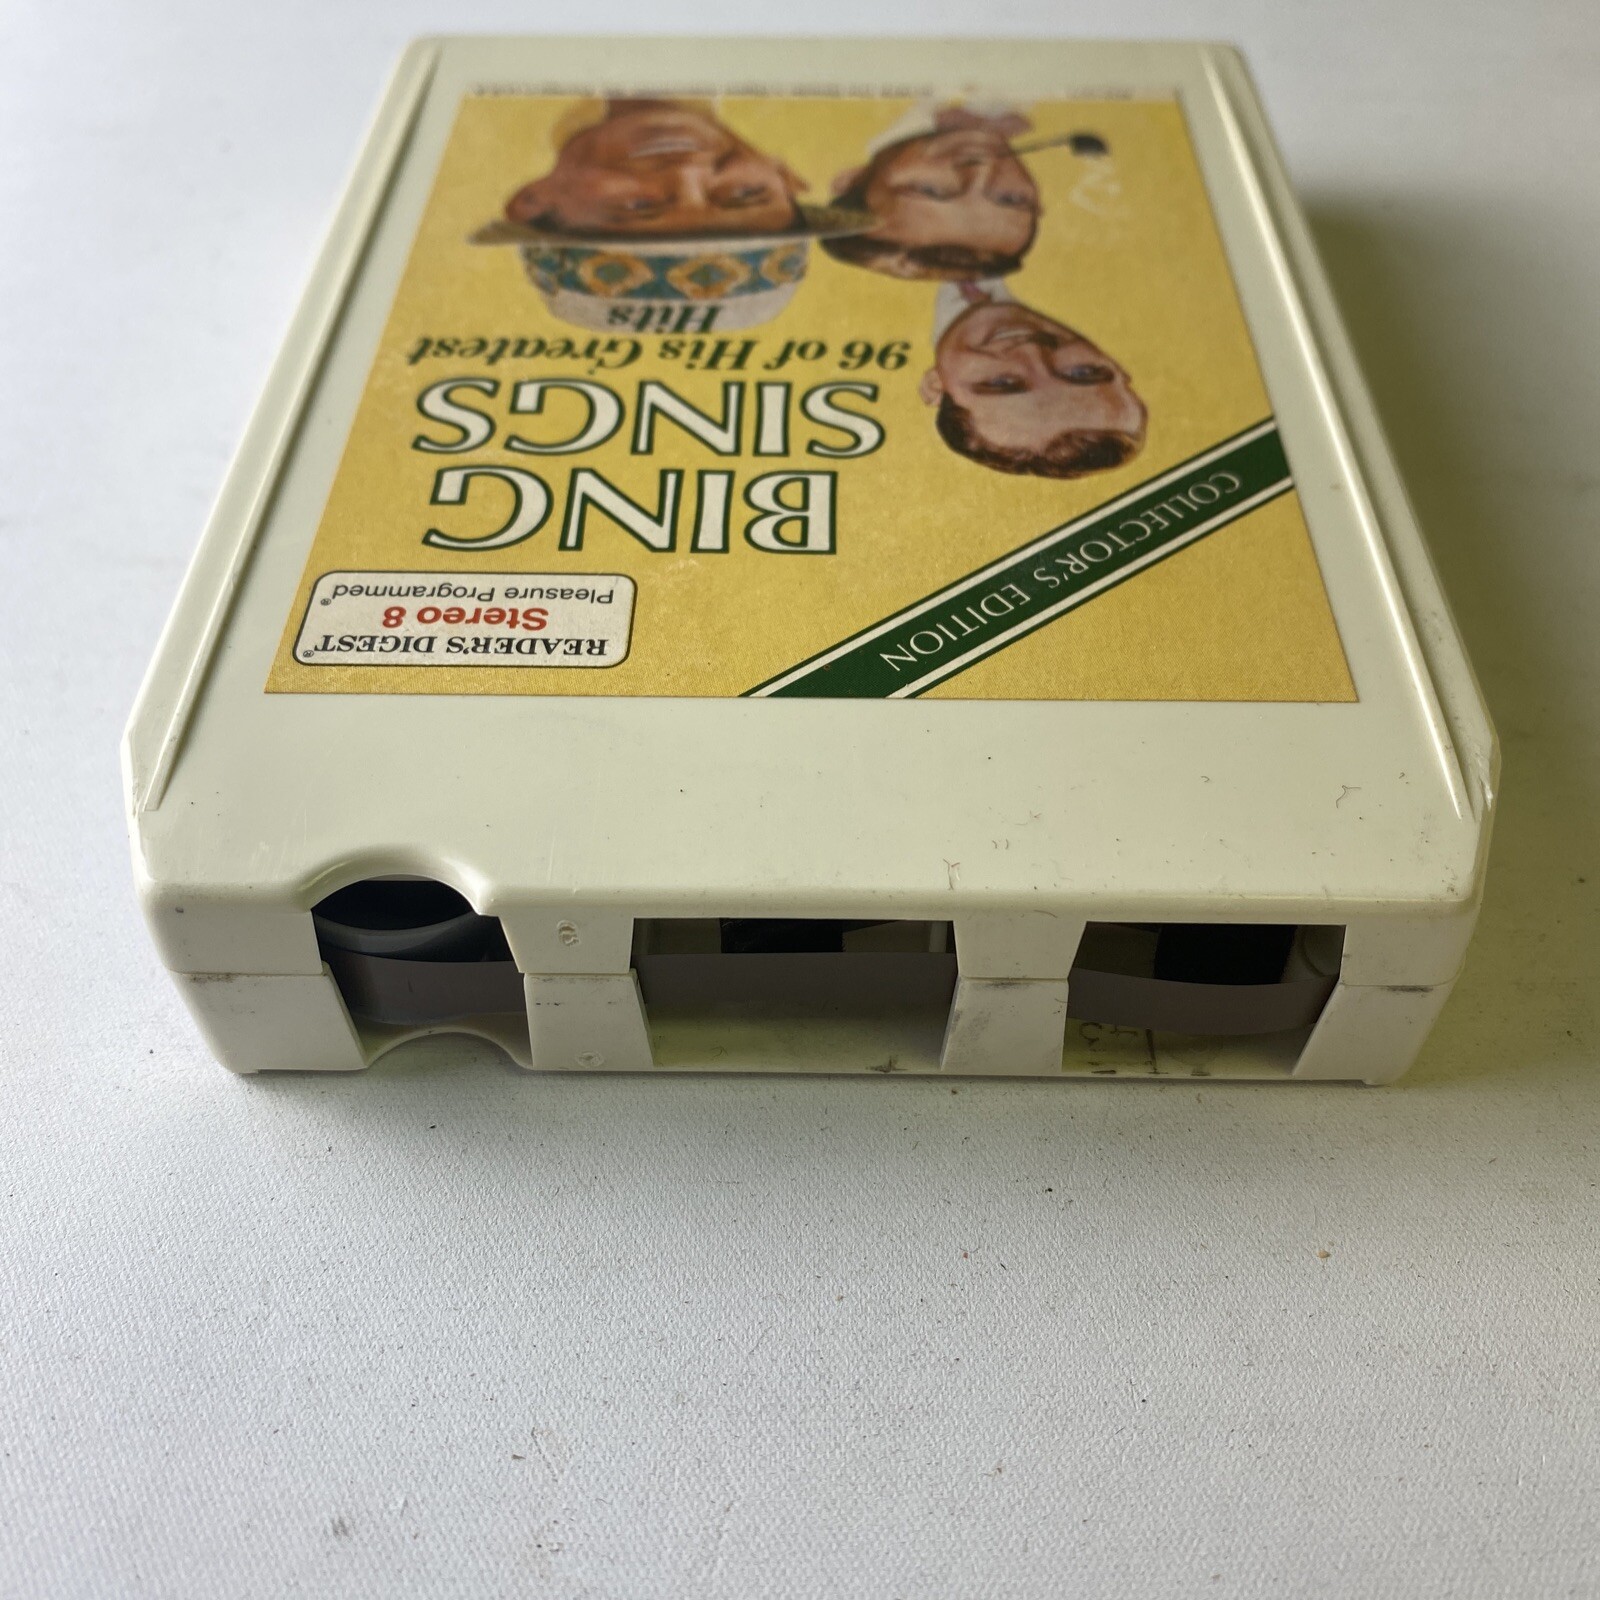 READER'S DIGEST®
Stereo 8
Pleasure Programmed®
COLLECTOR'S EDITION
BING
SINGS
96 of His Greatest
Hits